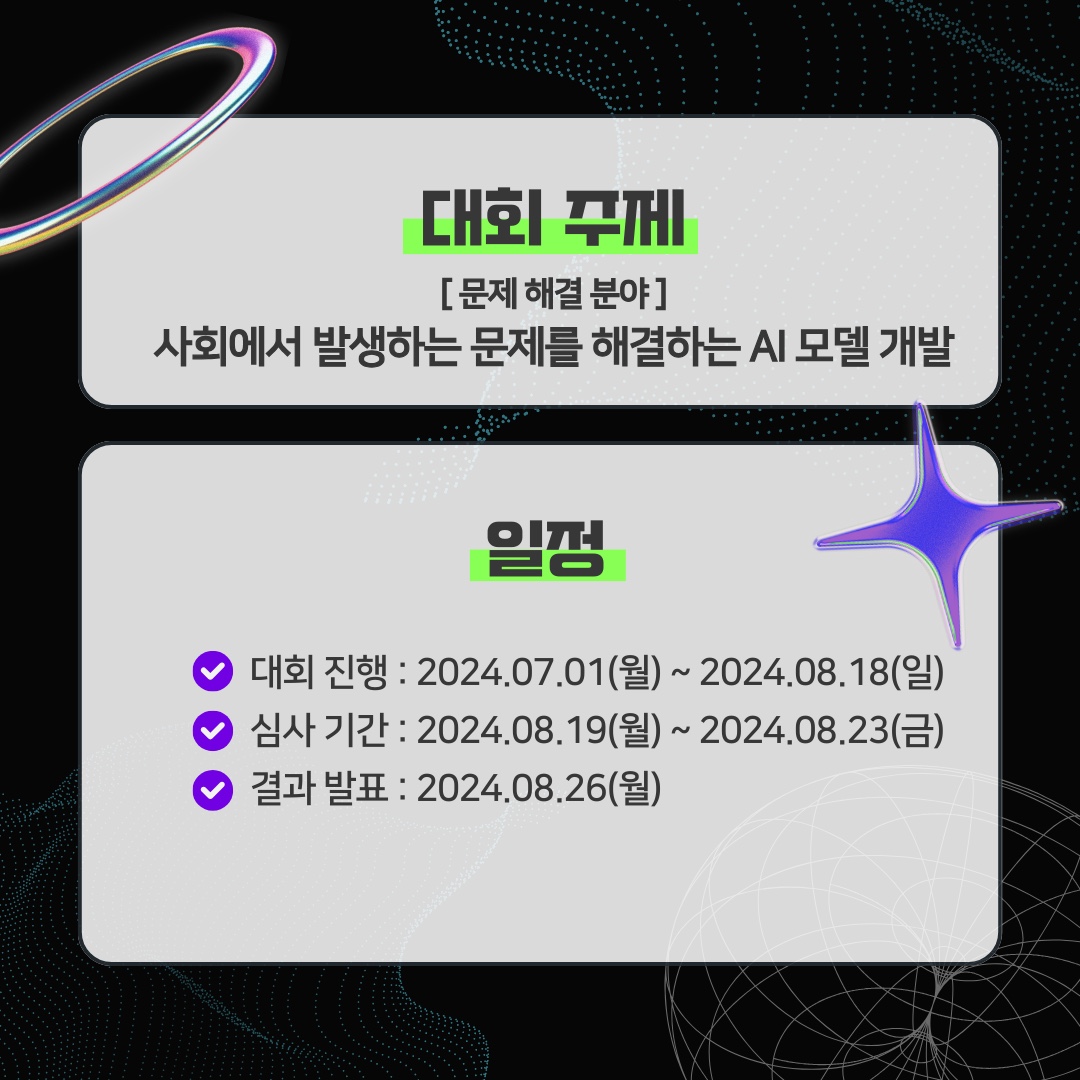 대회 주제
[ 문제 해결 분야 ]
사회에서 발생하는 문제를 해결하는 AI 모델 개발
일정
대회 진행 : 2024.07.01(월) ~ 2024.08.18(일)
심사 기간 : 2024.08.19(월) ~ 2024.08.23(금)
결과 발표 : 2024.08.26(월)